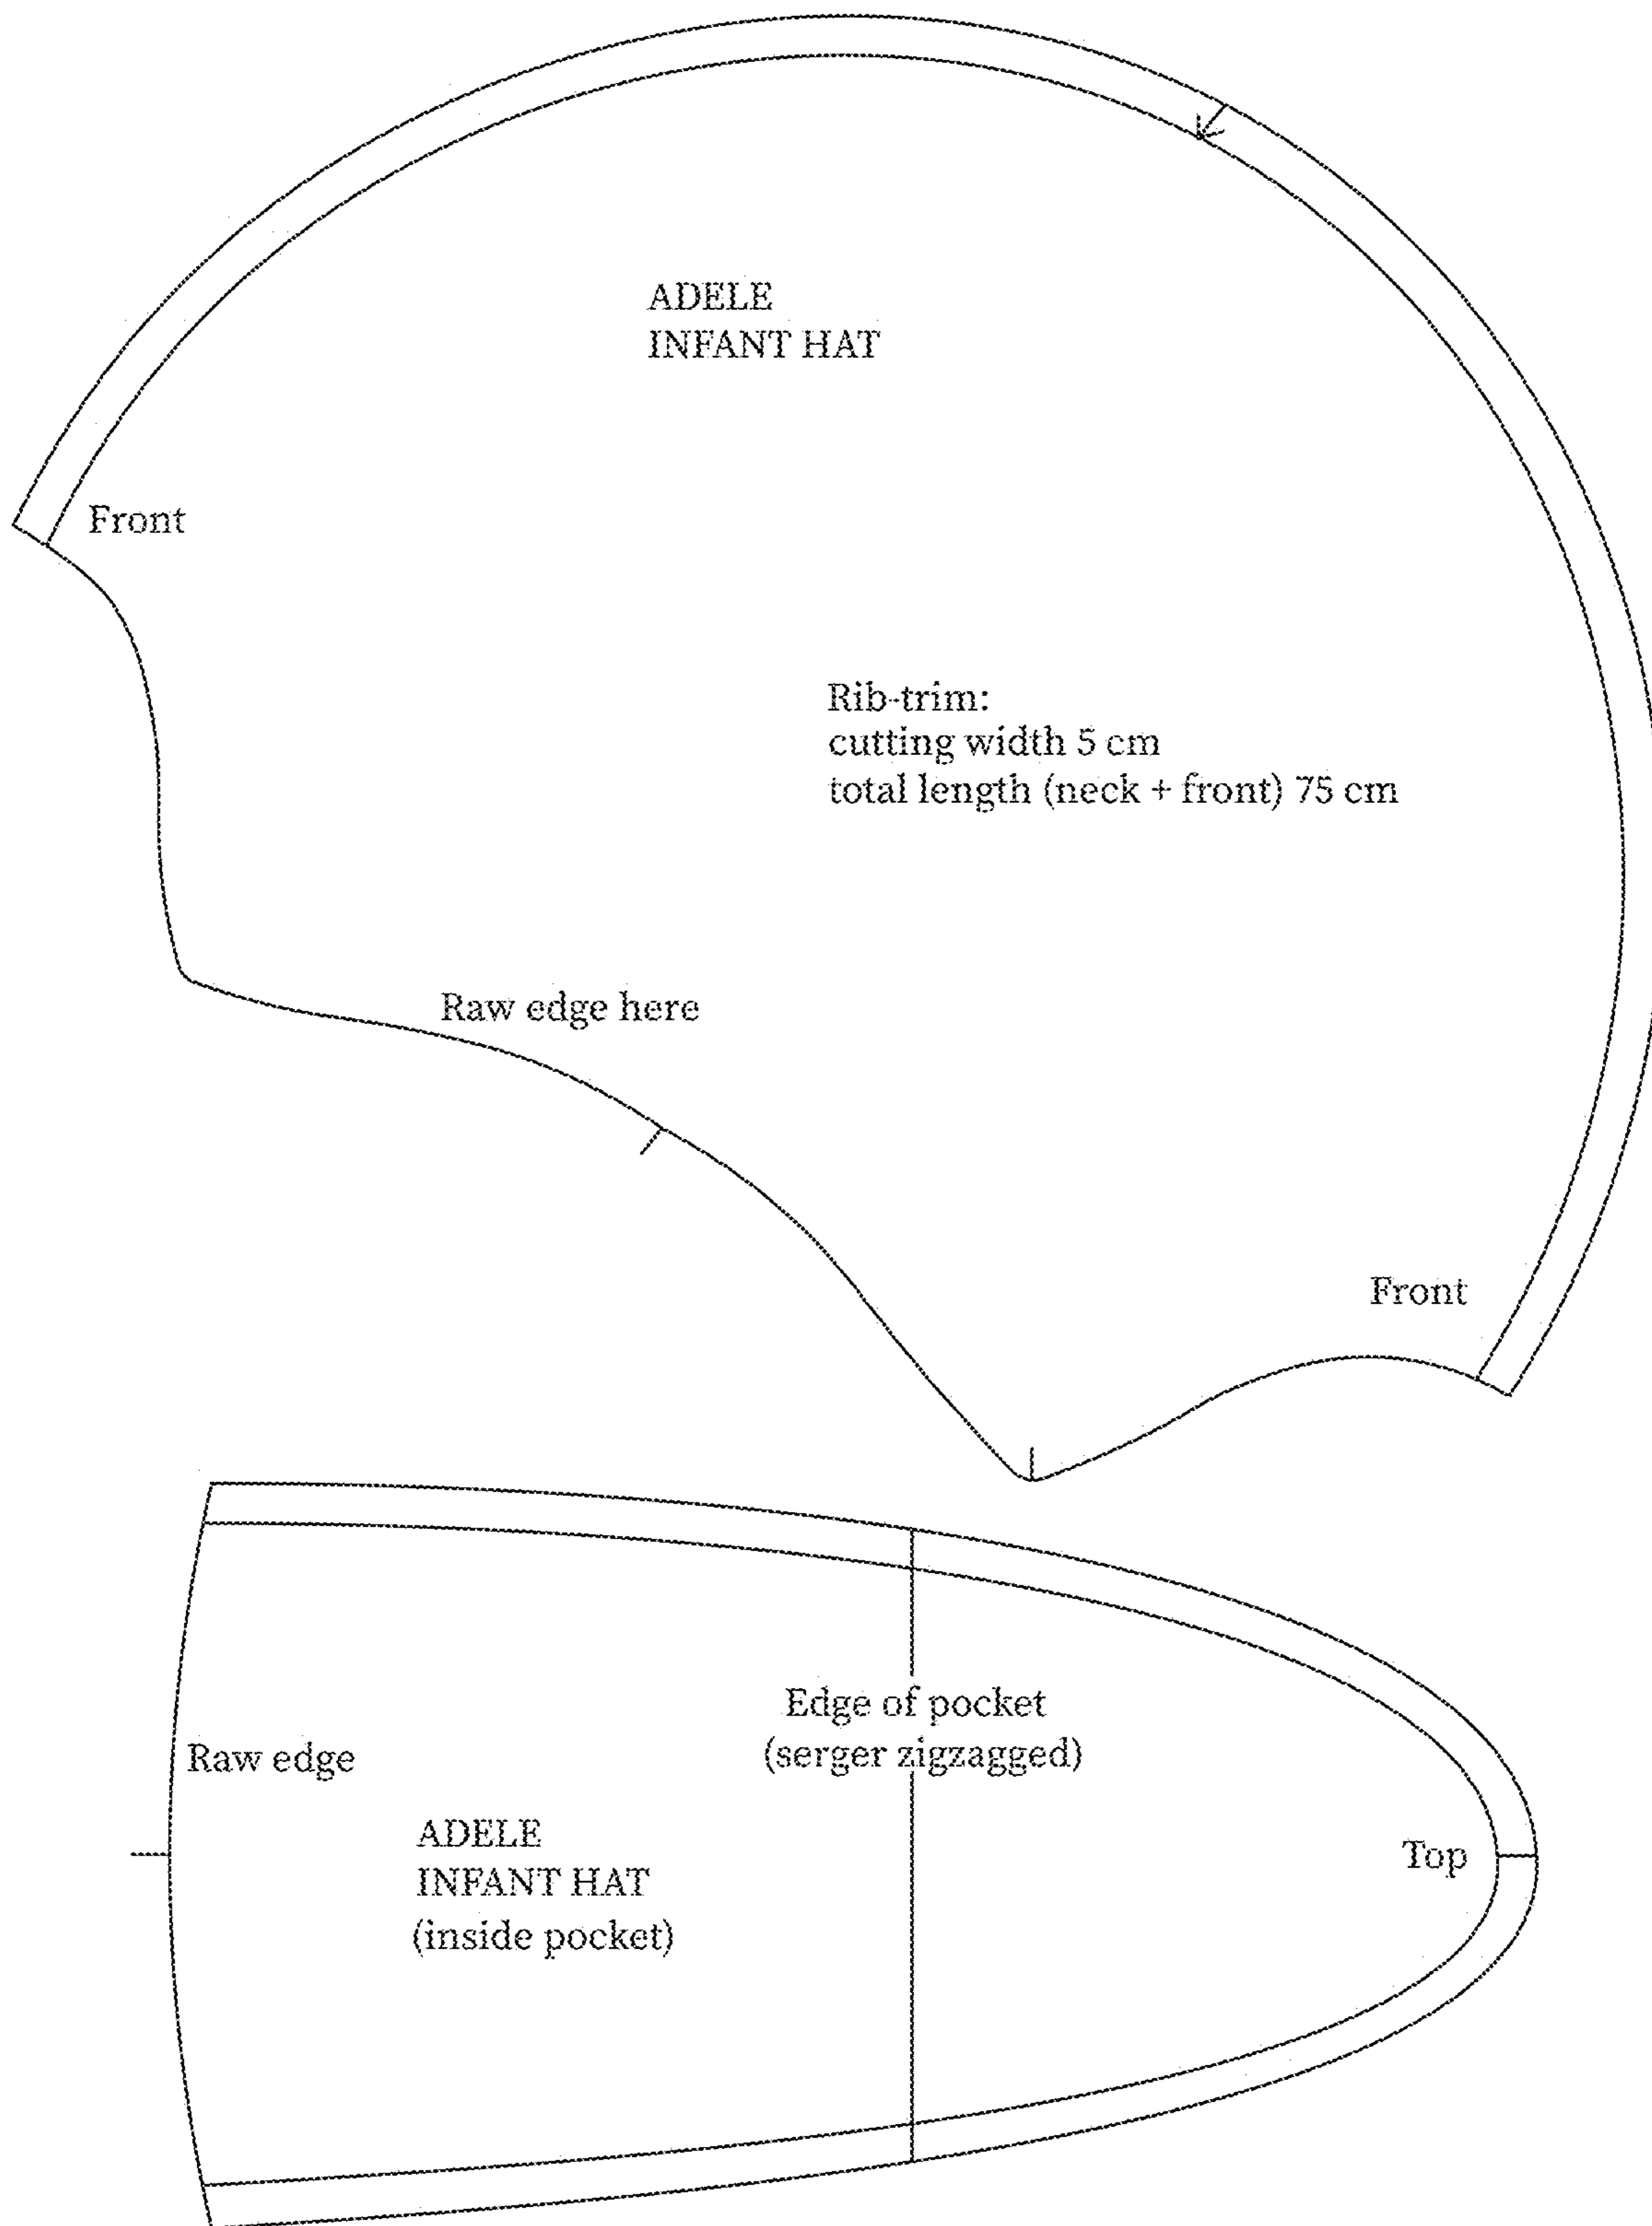 ADELE
INFANT HAT
Front
Rib-trim:
cutting width 5 cm
total length (neck + front) 75 cm
Raw edge here
Front
Edge of pocket
(serger zigzagged)
Raw edge
ADELE
INFANT HAT
(inside pocket)
Top